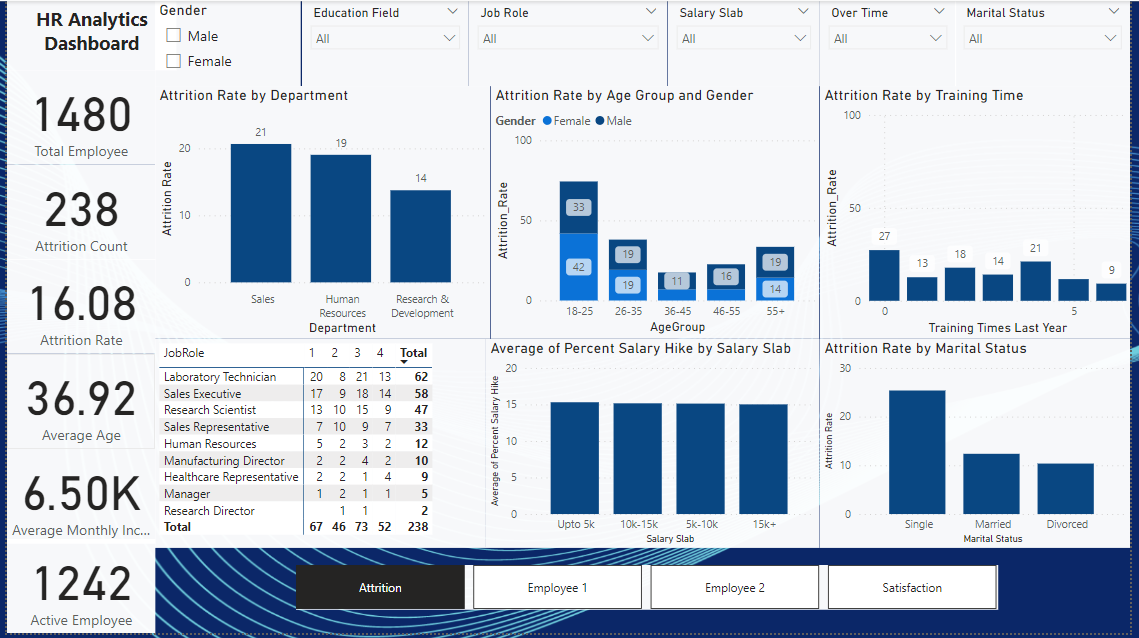 HR Analytics
Dashboard
Gender
Male
Female
Education Field
All
Job Role
All
Salary Slab
All
Over Time
All
Marital Status
All
1480
Total Employee
238
Attrition Count
16.08
Attrition Rate
36.92
Average Age
6.50K
Average Monthly Inc...
1242
Active Employee
Attrition Rate by Department
Attrition Rate
20
10
0
21
19
14
Sales
Human
Resources
Research &
Development
Department
Attrition Rate by Age Group and Gender
Gender Female Male
Attrition_Rate
100
50
0
33
42
19
19
11
16
19
14
18-25 26-35 36-45 46-55 55+
AgeGroup
Attrition Rate by Training Time
Attrition_Rate
100
50
0
27
13
18
14
21
9
0 5
Training Times Last Year
JobRole 1 2 3 4 Total
Laboratory Technician 20 8 21 13 62
Sales Executive 17 9 18 14 58
Research Scientist 13 10 15 9 47
Sales Representative 7 10 9 7 33
Human Resources 5 2 3 2 12
Manufacturing Director 2 2 4 2 10
Healthcare Representative 2 2 1 4 9
Manager 1 2 1 1 5
Research Director 1 1 2
Total 67 46 73 52 238
Average of Percent Salary Hike by Salary Slab
Average of Percent Salary Hike
20
15
10
5
0
Upto 5k 10k-15k 5k-10k 15k+
Salary Slab
Attrition Rate by Marital Status
Attrition Rate
30
20
10
0
Single Married Divorced
Marital Status
Attrition
Employee 1
Employee 2
Satisfaction